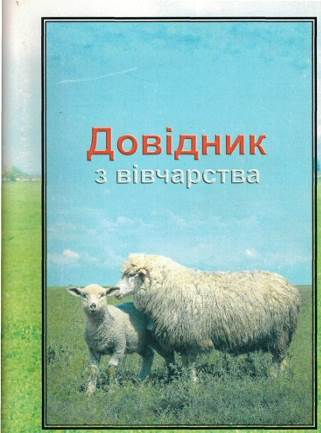 Довідник
з вівчарства